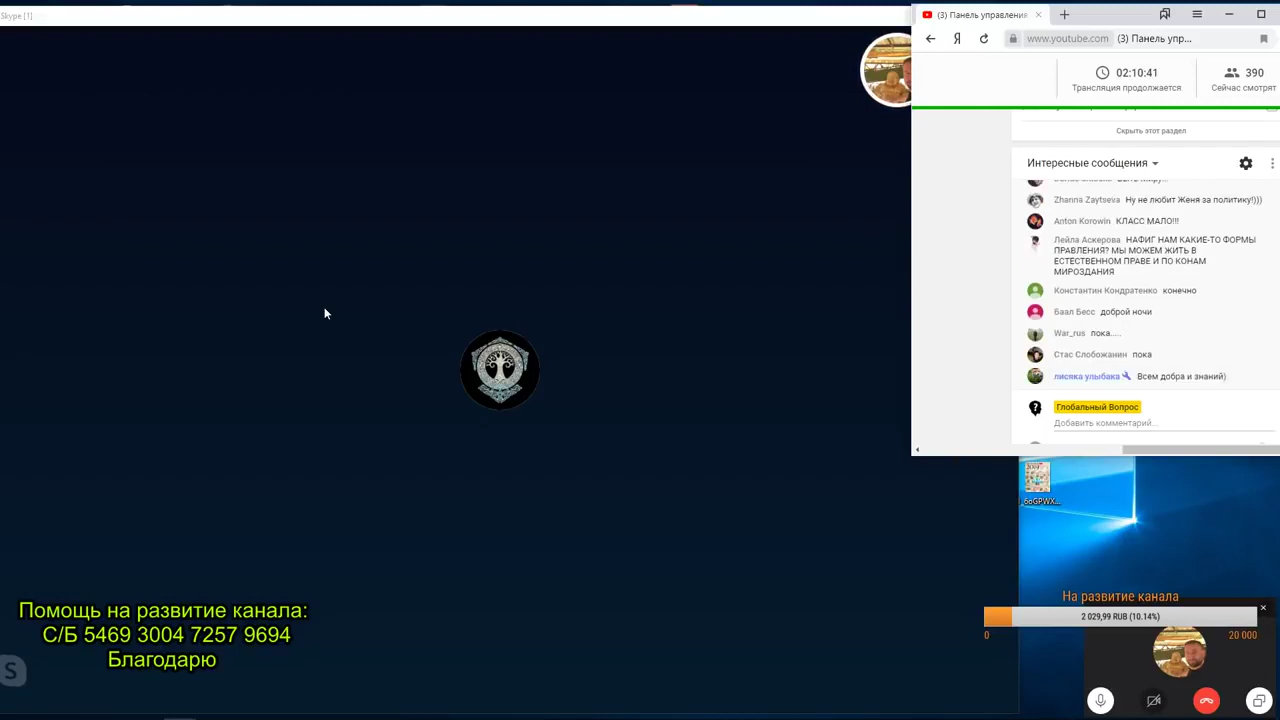 Skype [1]
(3) Панель управления
www.youtube.com (3) Панель упр...
02:10:41
Трансляция продолжается
390
Сейчас смотрят
Скрыть этот раздел
Интересные сообщения
Zhanna Zaytseva Ну не любит Женя за политику!)))
Anton Korowin КЛАСС МАЛО!!!
Лейла Аскерова НАФИГ НАМ КАКИЕ-ТО ФОРМЫ
ПРАВЛЕНИЯ? МЫ МОЖЕМ ЖИТЬ В
ЕСТЕСТВЕННОМ ПРАВЕ И ПО КОНАМ
МИРОЗДАНИЯ
Константин Кондратенко конечно
Баал Бесс доброй ночи
War_rus пока.....
Стас Слобожанин пока
лисяка улыбака Всем добра и знаний)
Глобальный Вопрос
Добавить комментарий...
_6oGPWX...
На развитие канала
2 029,99 RUB (10.14%)
0
20 000
Помощь на развитие канала:
С/Б 5469 3004 7257 9694
Благодарю